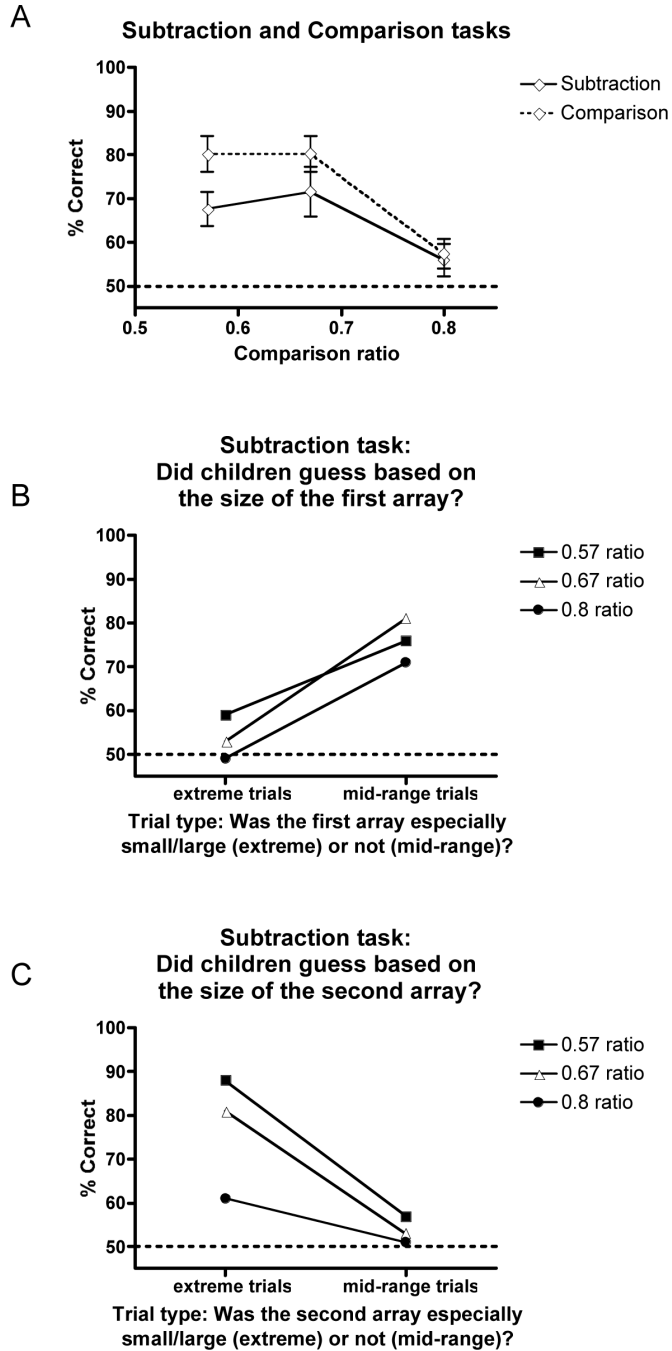 A
Subtraction and Comparison tasks
100
90
80
70
60
50
% Correct
0.5
0.6
0.7
0.8
Comparison ratio
Subtraction
Comparison
B
Subtraction task:
Did children guess based on
the size of the first array?
100
90
80
70
60
50
% Correct
extreme trials
mid-range trials
Trial type: Was the first array especially
small/large (extreme) or not (mid-range)?
0.57 ratio
0.67 ratio
0.8 ratio
C
Subtraction task:
Did children guess based on
the size of the second array?
100
90
80
70
60
50
% Correct
extreme trials
mid-range trials
Trial type: Was the second array especially
small/large (extreme) or not (mid-range)?
0.57 ratio
0.67 ratio
0.8 ratio